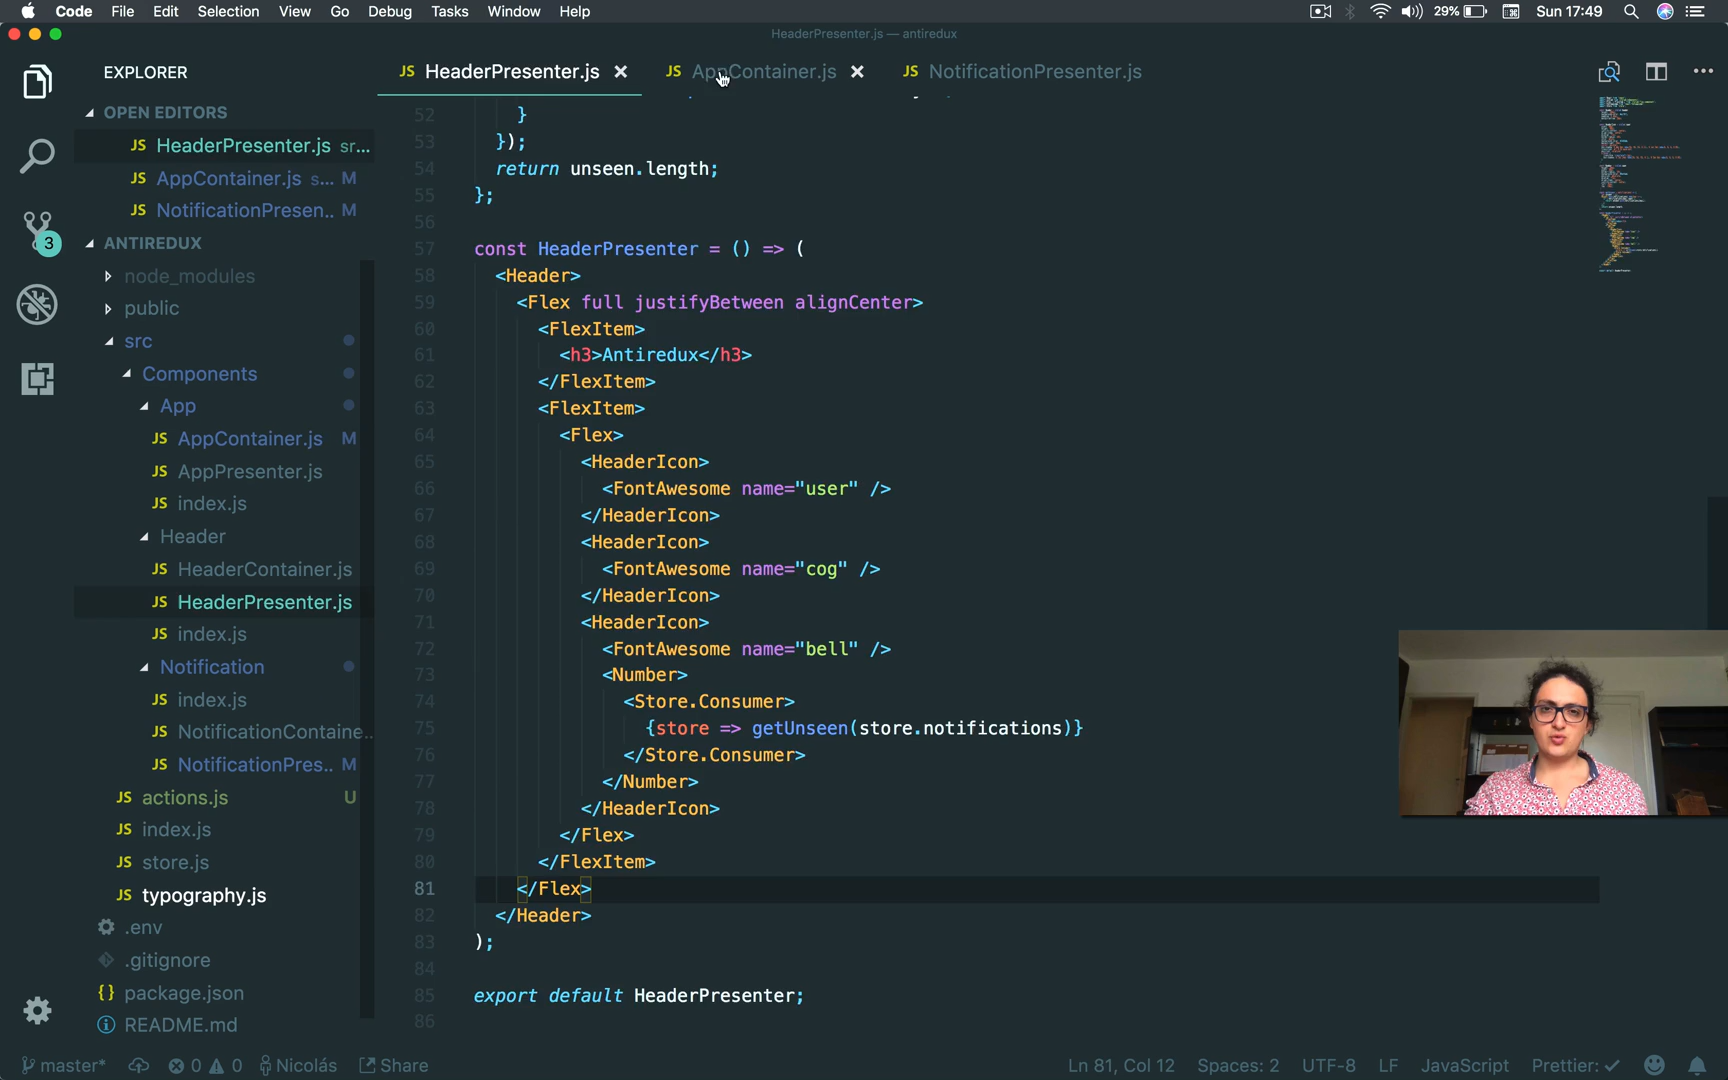 Code File Edit Selection View Go Debug Tasks Window Help 29% Sun 17:49
HeaderPresenter.js — antiredux
EXPLORER
OPEN EDITORS
JS HeaderPresenter.js sr...
JS AppContainer.js s... M
JS NotificationPresen.. M
3
ANTIREDUX
node_modules
public
src
Components
App
JS AppContainer.js M
JS AppPresenter.js
JS index.js
Header
JS HeaderContainer.js
JS HeaderPresenter.js
JS index.js
Notification
JS index.js
JS NotificationContaine..
JS NotificationPres.. M
JS actions.js U
JS index.js
JS store.js
JS typography.js
.env
.gitignore
{} package.json
README.md
JS HeaderPresenter.js JS AppContainer.js JS NotificationPresenter.js
52 }
53 });
54 return unseen.length;
55 };
56
57 const HeaderPresenter = () => (
58 <Header>
59 <Flex full justifyBetween alignCenter>
60 <FlexItem>
61 <h3>Antiredux</h3>
62 </FlexItem>
63 <FlexItem>
64 <Flex>
65 <HeaderIcon>
66 <FontAwesome name="user" />
67 </HeaderIcon>
68 <HeaderIcon>
69 <FontAwesome name="cog" />
70 </HeaderIcon>
71 <HeaderIcon>
72 <FontAwesome name="bell" />
73 <Number>
74 <Store.Consumer>
75 {store => getUnseen(store.notifications)}
76 </Store.Consumer>
77 </Number>
78 </HeaderIcon>
79 </Flex>
80 </FlexItem>
81 </Flex>
82 </Header>
83 );
84
85 export default HeaderPresenter;
86
master* 0 0 Nicolás Share Ln 81, Col 12 Spaces: 2 UTF-8 LF JavaScript Prettier: ✓